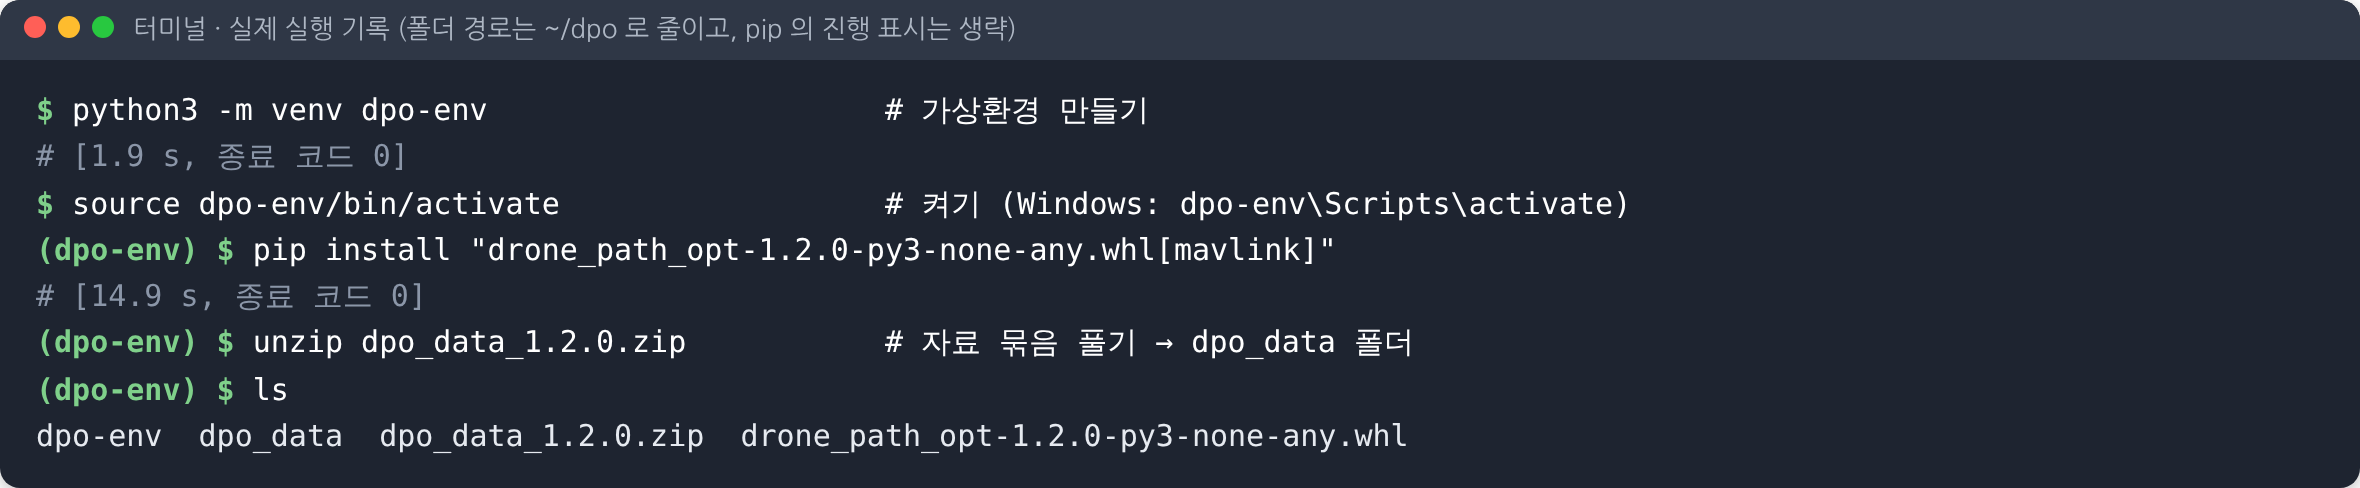 터미널 · 실제 실행 기록 (폴더 경로는 ~/dpo 로 줄이고, pip 의 진행 표시는 생략)
$ python3 -m venv dpo-env                      # 가상환경 만들기
# [1.9 s, 종료 코드 0]
$ source dpo-env/bin/activate                  # 켜기 (Windows: dpo-env\Scripts\activate)
(dpo-env) $ pip install "drone_path_opt-1.2.0-py3-none-any.whl[mavlink]"
# [14.9 s, 종료 코드 0]
(dpo-env) $ unzip dpo_data_1.2.0.zip           # 자료 묶음 풀기 → dpo_data 폴더
(dpo-env) $ ls
dpo-env  dpo_data  dpo_data_1.2.0.zip  drone_path_opt-1.2.0-py3-none-any.whl